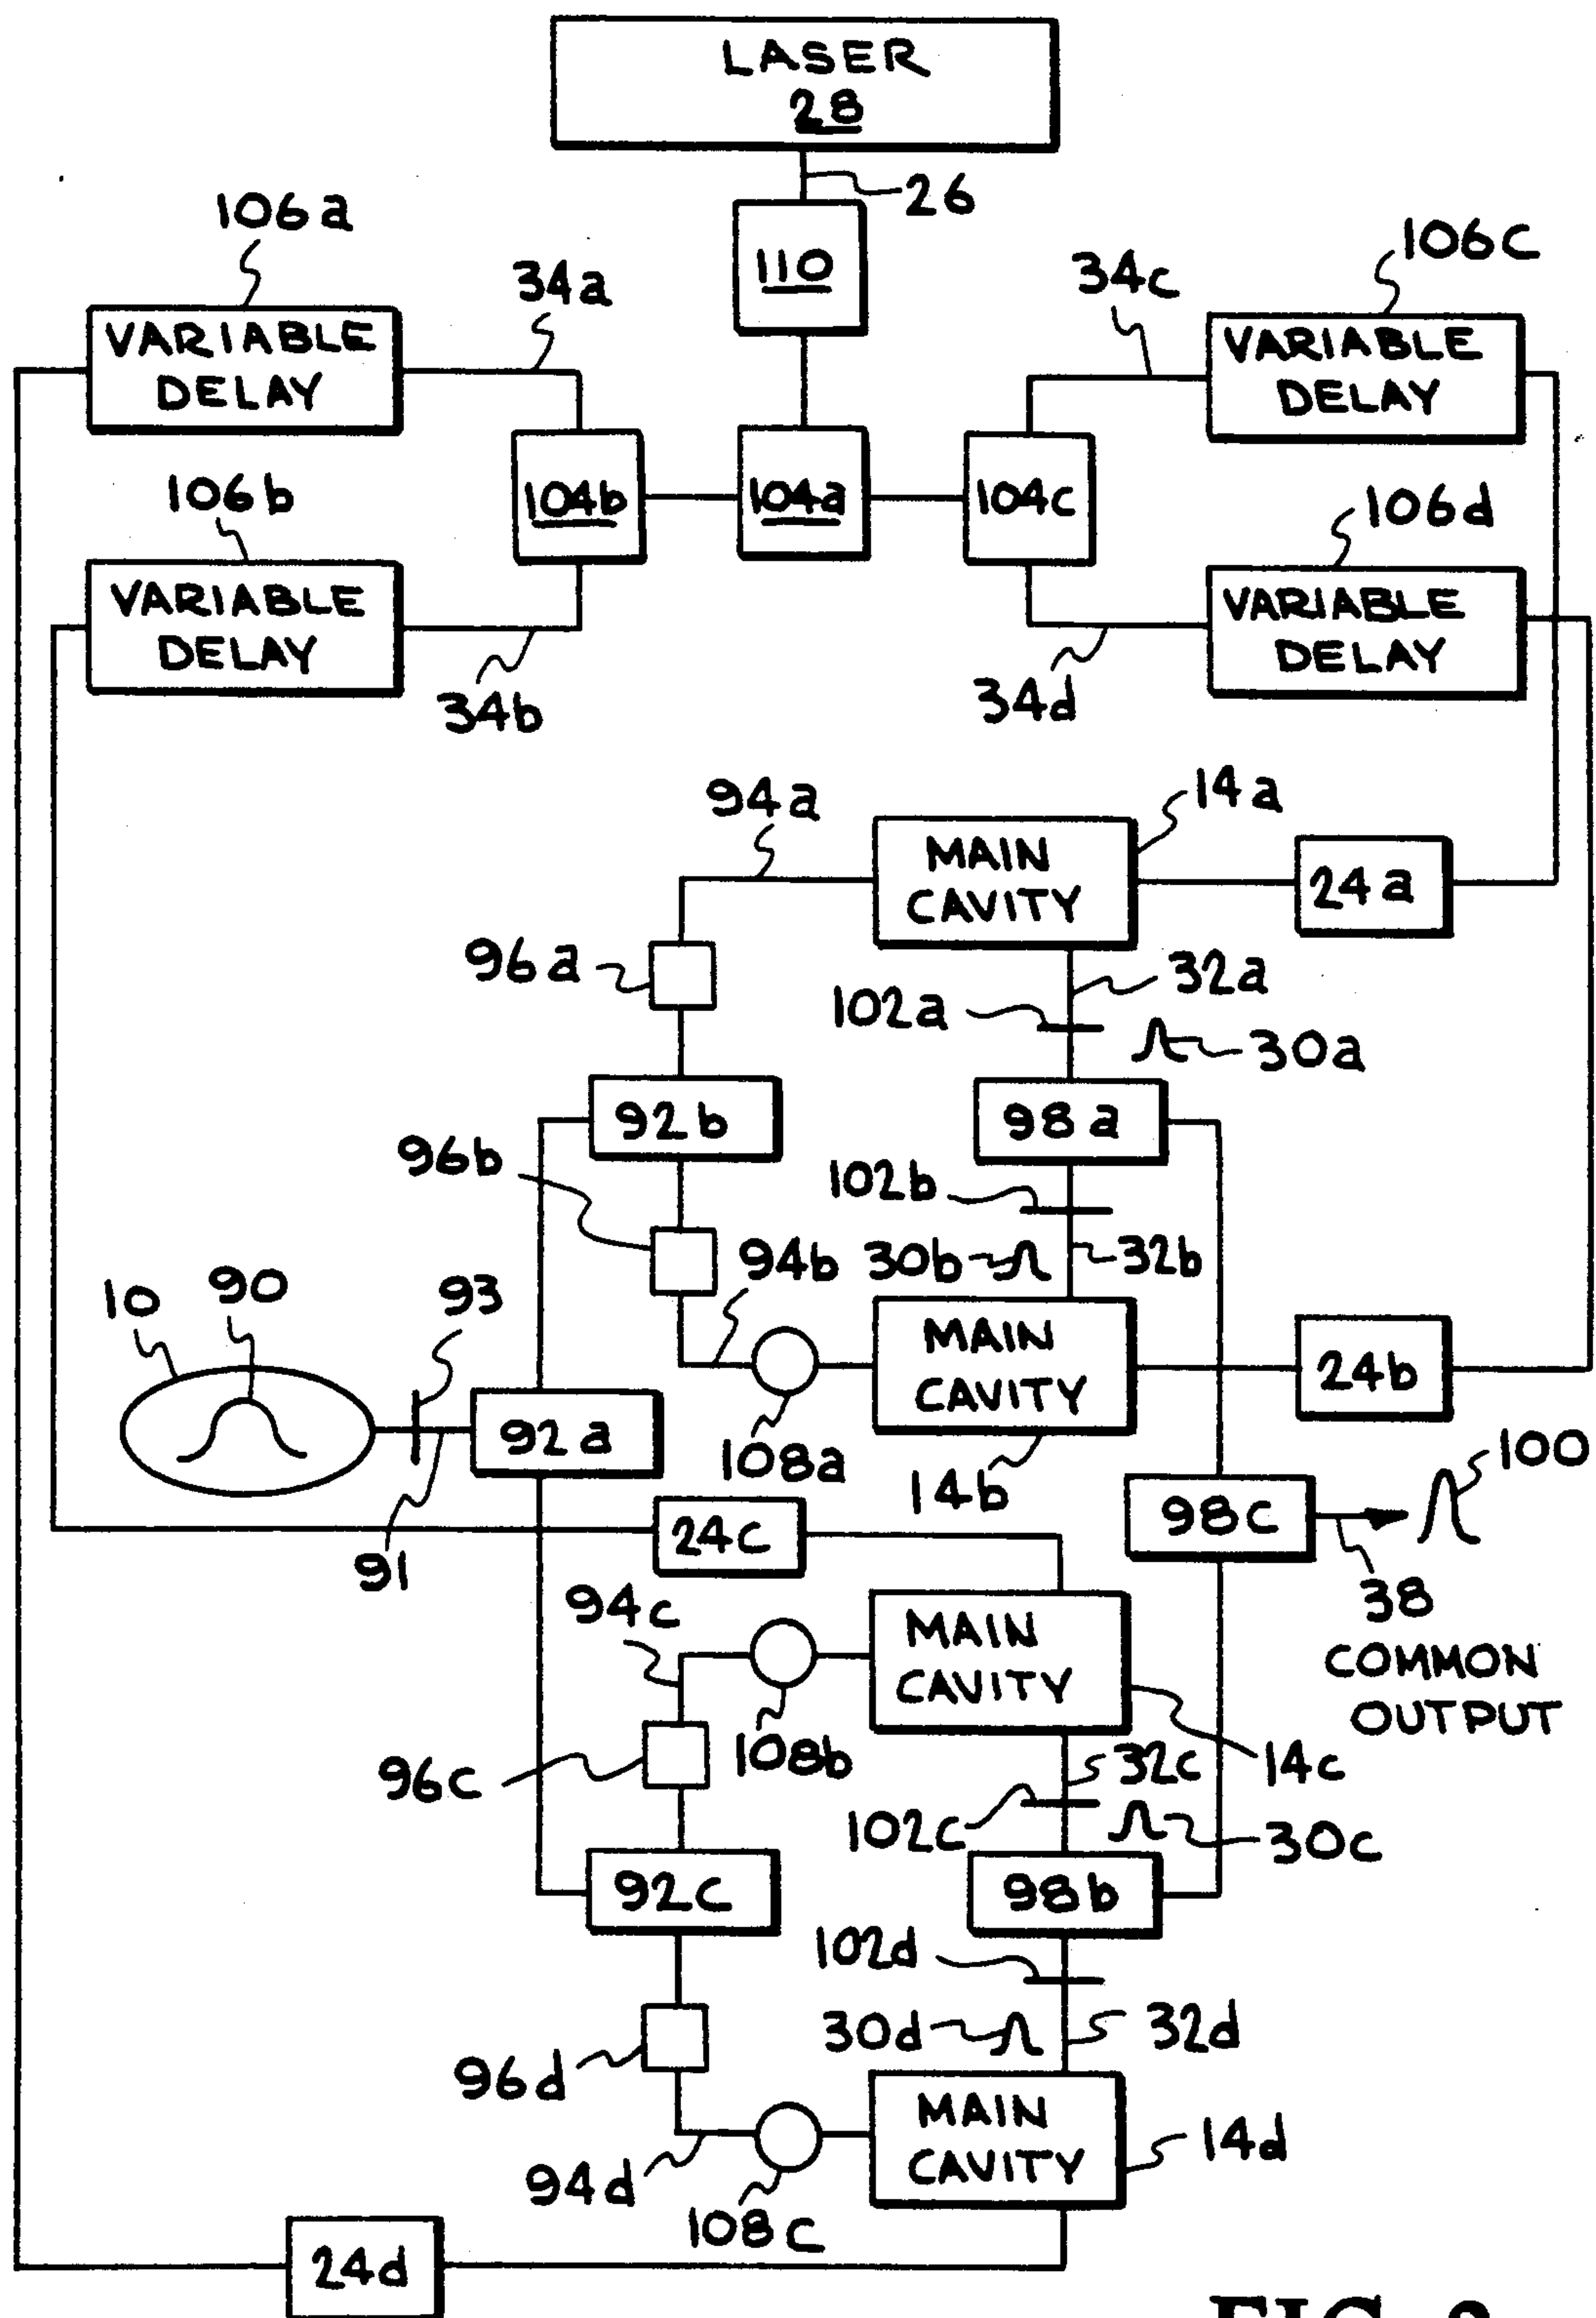 LASER
28
26
106a
110
34a
34c
106c
VARIABLE
DELAY
VARIABLE
DELAY
104b
104a
104c
106b
106d
VARIABLE
DELAY
VARIABLE
DELAY
34b
34d
94a
14a
MAIN
CAVITY
24a
96a
32a
102a
30a
92b
98a
96b
102b
30b
32b
94b
10
90
93
MAIN
CAVITY
24b
92a
108a
14b
100
98c
24c
91
38
COMMON
OUTPUT
94c
MAIN
CAVITY
108b
96c
32c
14c
102c
30c
92c
98b
102d
30d
32d
96d
MAIN
CAVITY
14d
94d
108c
24d